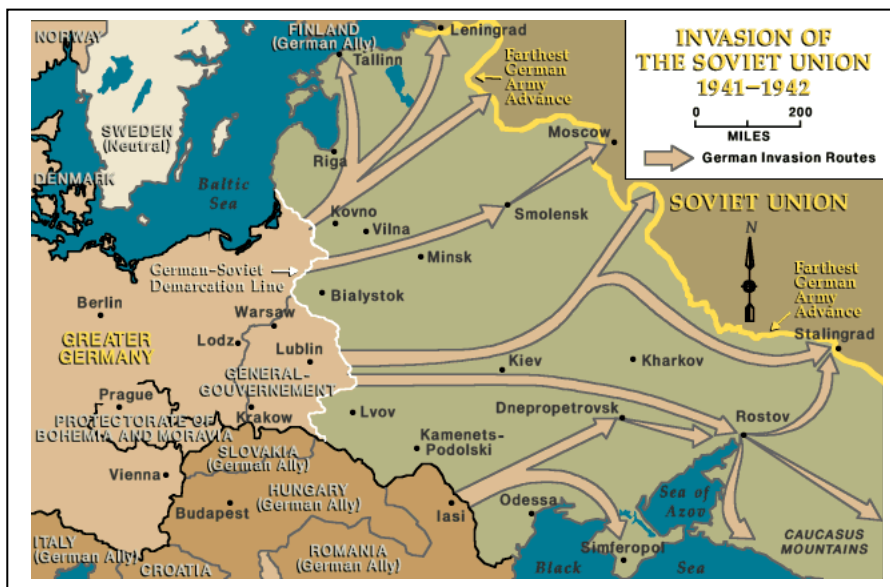 INVASION OF
THE SOVIET UNION
1941–1942
0
200
MILES
German Invasion Routes
NORWAY
FINLAND
(German Ally)
Leningrad
Tallinn
Farthest
German
Army
Advance
SWEDEN
(Neutral)
Moscow
DENMARK
Riga
Baltic
Sea
Kovno
Vilna
Smolensk
SOVIET UNION
N
German-Soviet
Demarcation Line
Minsk
Bialystok
Farthest
German
Army
Advance
Berlin
Warsaw
Stalingrad
GREATER
GERMANY
Lodz
Lublin
Kiev
Kharkov
GENERAL-
GOUVERNEMENT
Prague
Krakow
Lvov
Dnepropetrovsk
Rostov
PROTECTORATE OF
BOHEMIA AND MORAVIA
Kamenets-
Podolski
SLOVAKIA
(German Ally)
Vienna
HUNGARY
(German Ally)
Budapest
Iasi
Odessa
Sea of
Azov
CAUCASUS
MOUNTAINS
ITALY
(German Ally)
ROMANIA
(German Ally)
Simferopol
CROATIA
Black
Sea